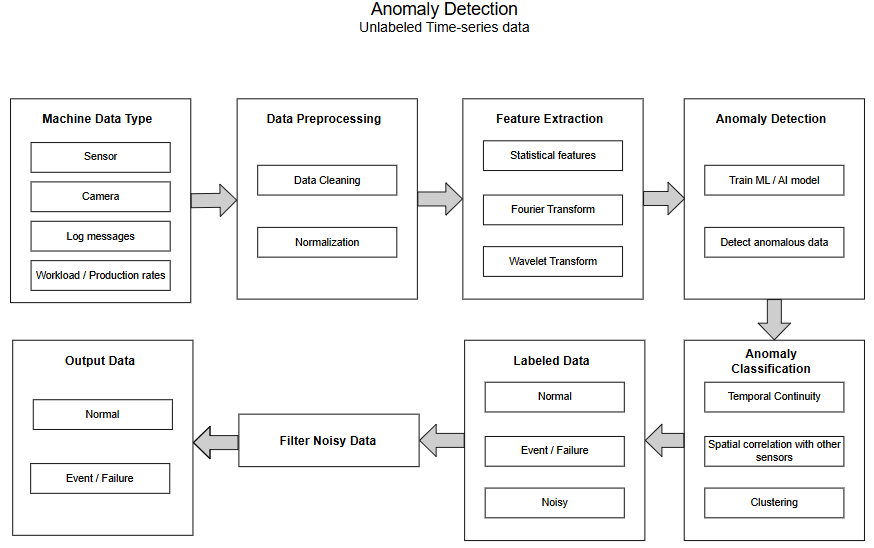 Anomaly Detection
Unlabeled Time-series data
Machine Data Type
Sensor
Camera
Log messages
Workload / Production rates
Data Preprocessing
Data Cleaning
Normalization
Feature Extraction
Statistical features
Fourier Transform
Wavelet Transform
Anomaly Detection
Train ML / AI model
Detect anomalous data
Anomaly
Classification
Temporal Continuity
Spatial correlation with other
sensors
Clustering
Labeled Data
Normal
Event / Failure
Noisy
Filter Noisy Data
Output Data
Normal
Event / Failure